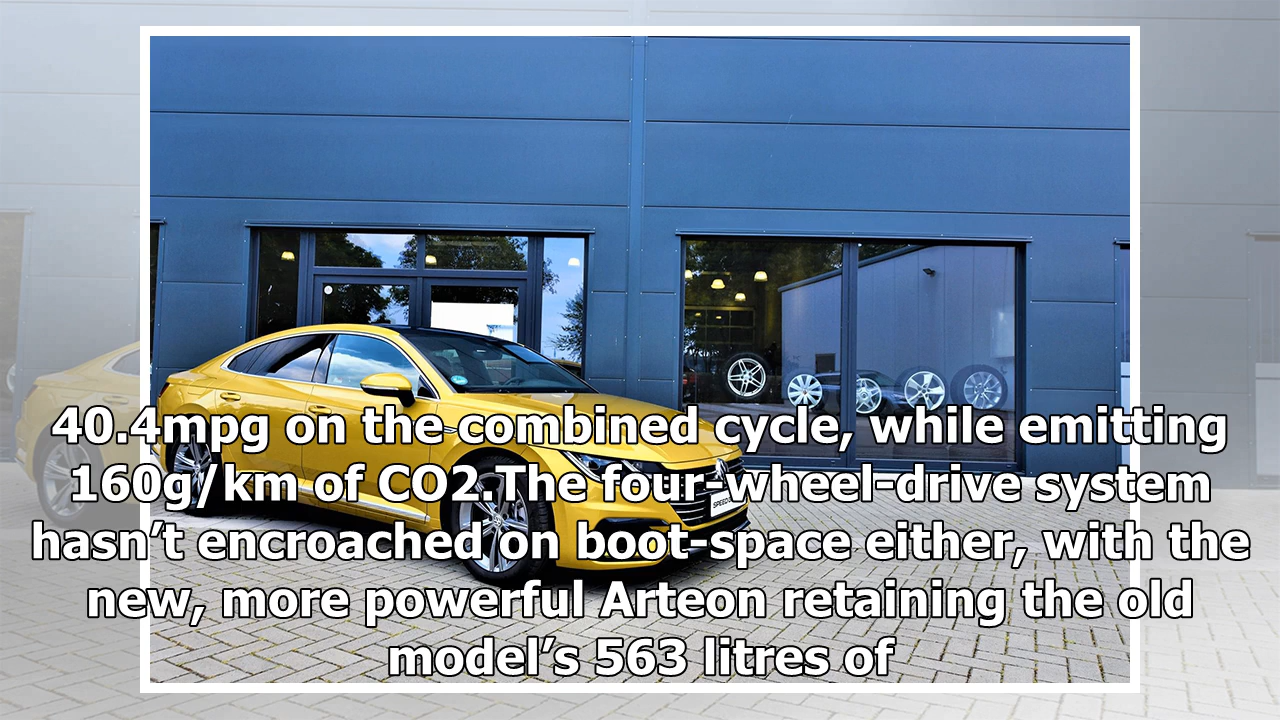 40.4mpg on the combined cycle, while emitting
160g/km of CO2.The four-wheel-drive system
hasn’t encroached on boot-space either, with the
new, more powerful Arteon retaining the old
model’s 563 litres of